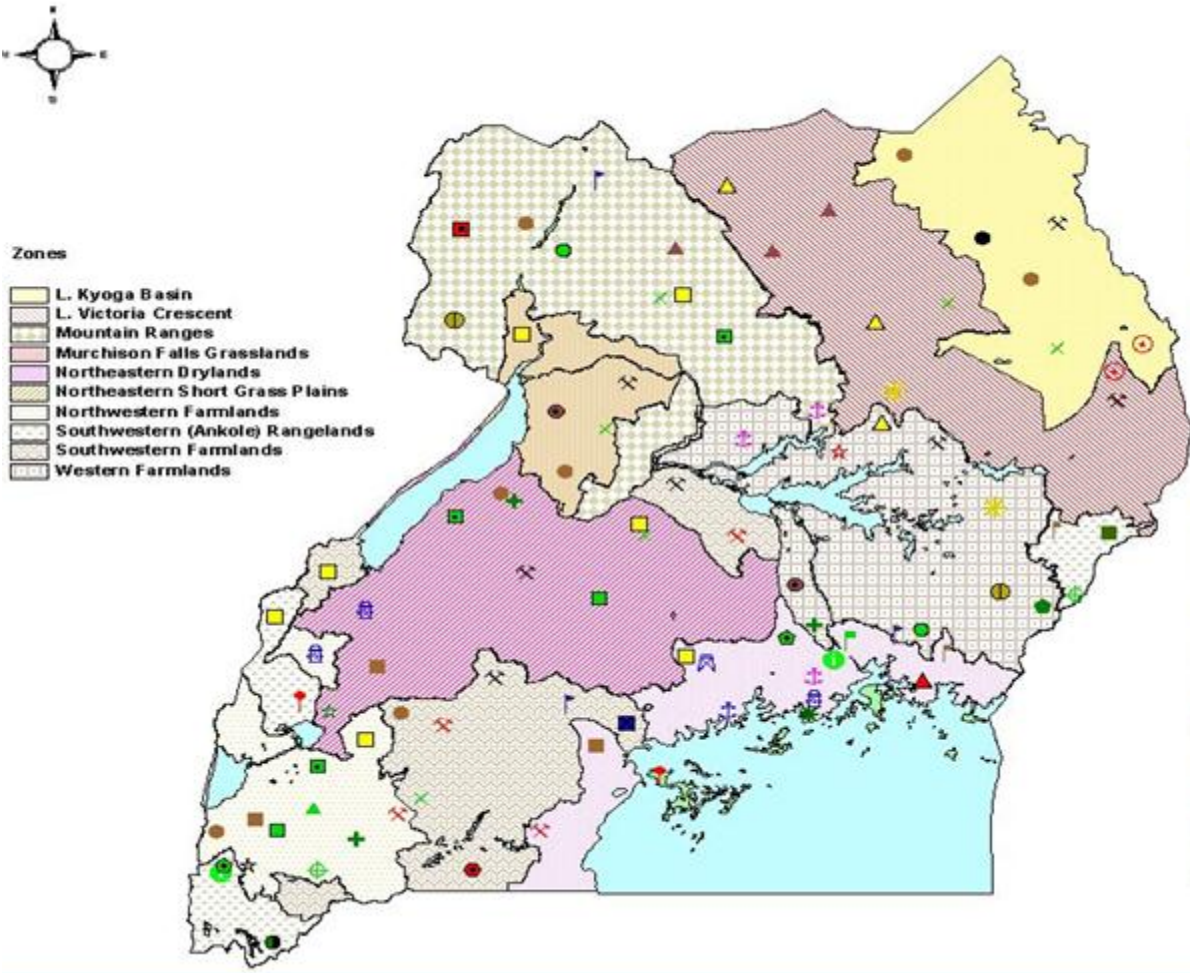 Zones
L. Kyoga Basin
L. Victoria Crescent
Mountain Ranges
Murchison Falls Grasslands
Northeastern Drylands
Northeastern Short Grass Plains
Northwestern Farmlands
Southwestern (Ankole) Rangelands
Southwestern Farmlands
Western Farmlands